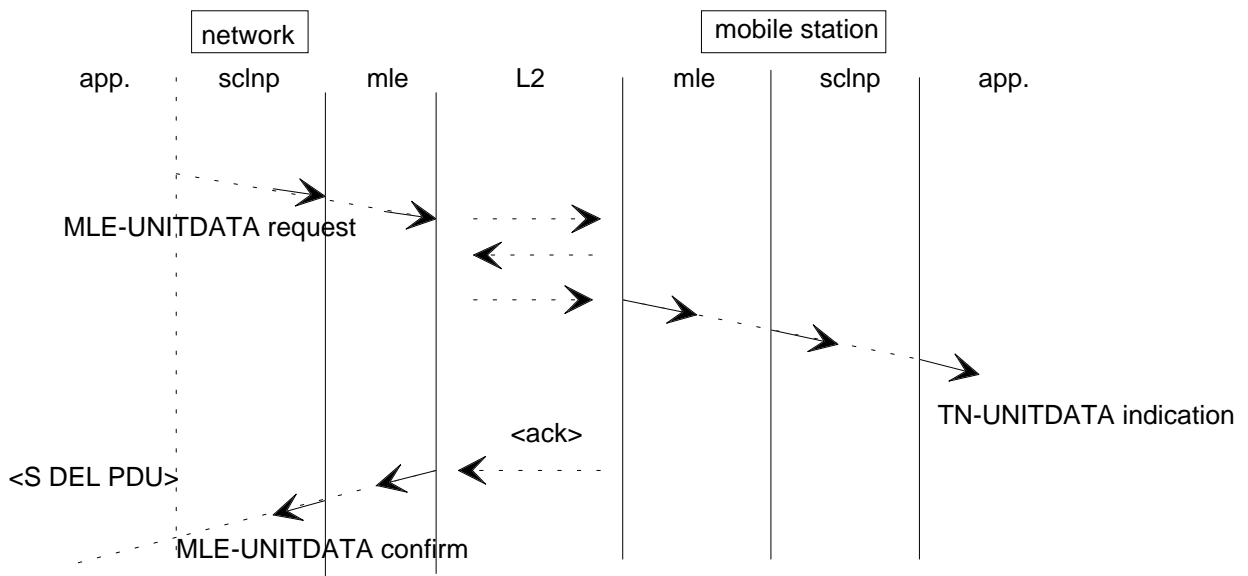 network
mobile station
app.
sclnp
mle
L2
mle
sclnp
app.
MLE-UNITDATA request
TN-UNITDATA indication
<ack>
<S DEL PDU>
MLE-UNITDATA confirm